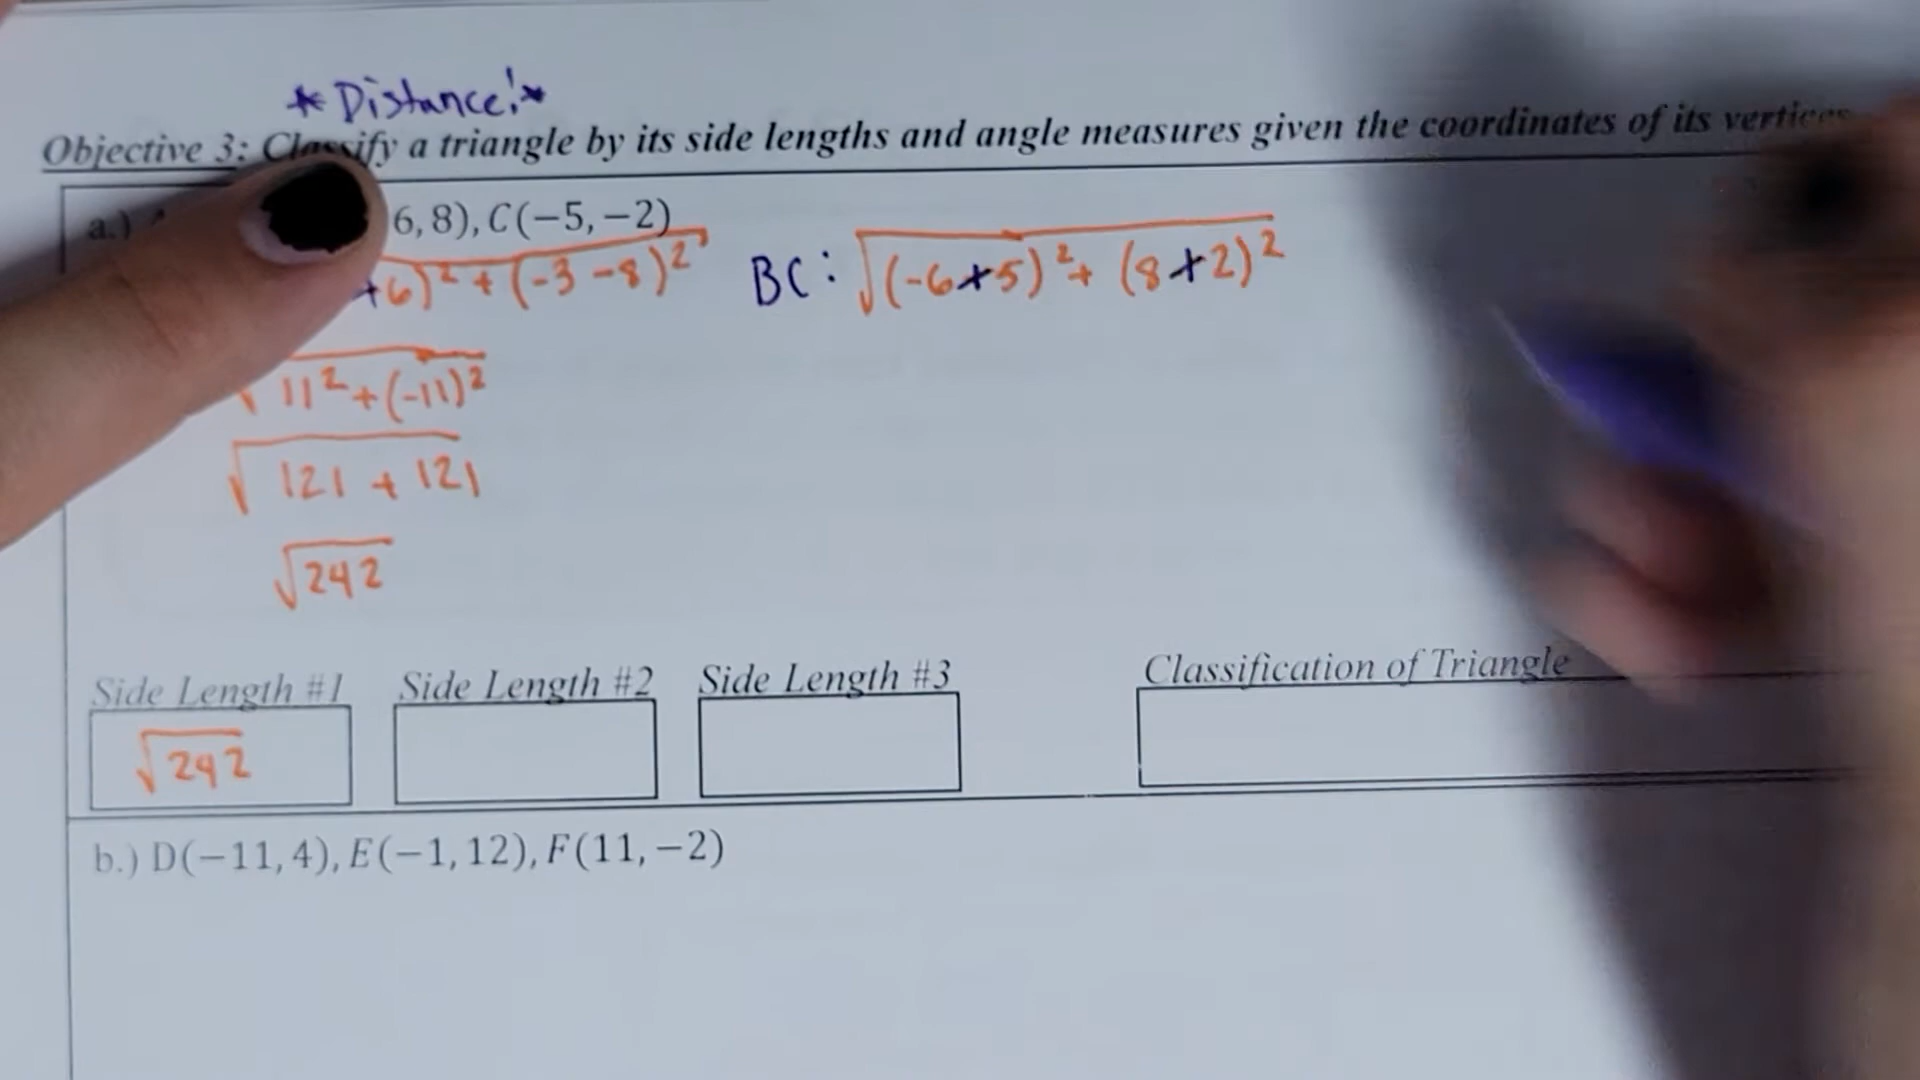 *Distance!*
Objective 3: Classify a triangle by its side lengths and angle measures given the coordinates of its vertices
a.) 6,8), C(−5,−2)
+6)² + (-3 -8)²
BC: √(-6+5)² + (8+2)²
√11² + (-11)²
√121 + 121
√242
Side Length #1 Side Length #2 Side Length #3 Classification of Triangle
√242
b.) D(−11,4), E(−1,12), F(11,−2)